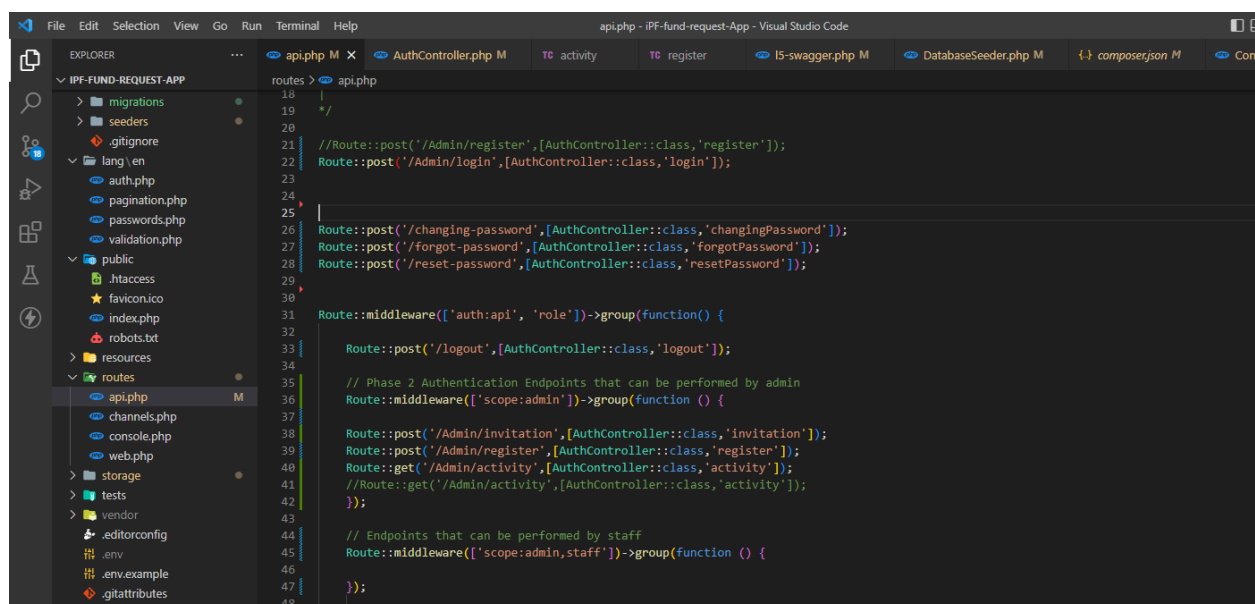 File Edit Selection View Go Run Terminal Help api.php - iPF-fund-request-App - Visual Studio Code
EXPLORER ...
api.php M AuthController.php M TC activity TC register l5-swagger.php M DatabaseSeeder.php M {..} composer.json M Con
IPF-FUND-REQUEST-APP
migrations
seeders
.gitignore
lang\en
auth.php
pagination.php
passwords.php
validation.php
public
.htaccess
favicon.ico
index.php
robots.txt
resources
routes
api.php M
channels.php
console.php
web.php
storage
tests
vendor
.editorconfig
.env
.env.example
.gitattributes
18
routes > api.php
18 |
19 */
20
21 //Route::post('/Admin/register',[AuthController::class,'register']);
22 Route::post('/Admin/login',[AuthController::class,'login']);
23
24
25
26 Route::post('/changing-password',[AuthController::class,'changingPassword']);
27 Route::post('/forgot-password',[AuthController::class,'forgotPassword']);
28 Route::post('/reset-password',[AuthController::class,'resetPassword']);
29
30
31 Route::middleware(['auth:api', 'role'])->group(function() {
32
33 Route::post('/logout',[AuthController::class,'logout']);
34
35 // Phase 2 Authentication Endpoints that can be performed by admin
36 Route::middleware(['scope:admin'])->group(function () {
37
38 Route::post('/Admin/invitation',[AuthController::class,'invitation']);
39 Route::post('/Admin/register',[AuthController::class,'register']);
40 Route::get('/Admin/activity',[AuthController::class,'activity']);
41 //Route::get('/Admin/activity',[AuthController::class,'activity']);
42 });
43
44 // Endpoints that can be performed by staff
45 Route::middleware(['scope:admin,staff'])->group(function () {
46
47 });
48